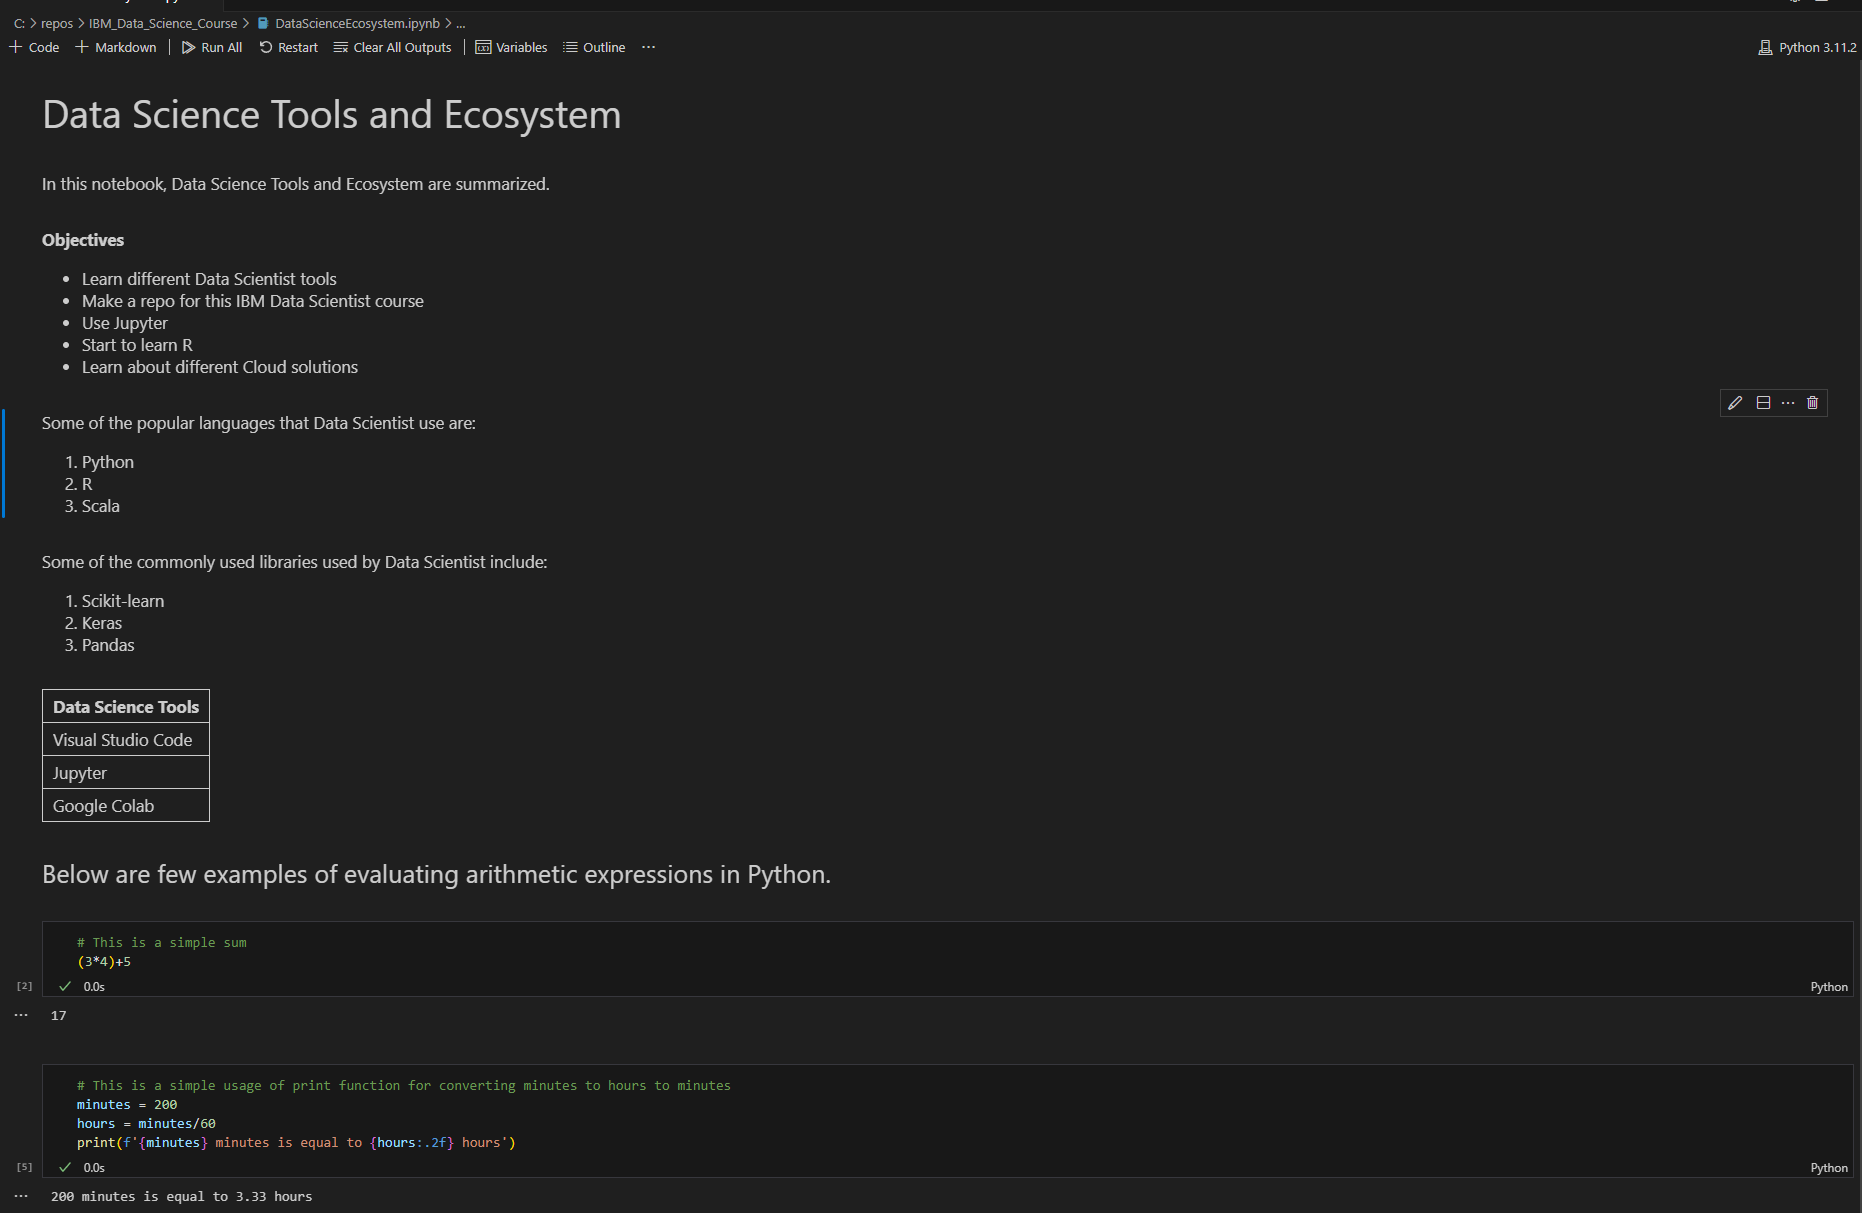 C: > repos > IBM_Data_Science_Course > DataScienceEcosystem.ipynb > ...
+ Code + Markdown | Run All Restart Clear All Outputs | Variables Outline ... Python 3.11.2
Data Science Tools and Ecosystem
In this notebook, Data Science Tools and Ecosystem are summarized.
Objectives
• Learn different Data Scientist tools
• Make a repo for this IBM Data Scientist course
• Use Jupyter
• Start to learn R
• Learn about different Cloud solutions
Some of the popular languages that Data Scientist use are:
1. Python
2. R
3. Scala
Some of the commonly used libraries used by Data Scientist include:
1. Scikit-learn
2. Keras
3. Pandas
Data Science Tools
Visual Studio Code
Jupyter
Google Colab
Below are few examples of evaluating arithmetic expressions in Python.
# This is a simple sum
(3*4)+5
[2] ✓ 0.0s Python
... 17
# This is a simple usage of print function for converting minutes to hours to minutes
minutes = 200
hours = minutes/60
print(f'{minutes} minutes is equal to {hours:.2f} hours')
[5] ✓ 0.0s Python
... 200 minutes is equal to 3.33 hours